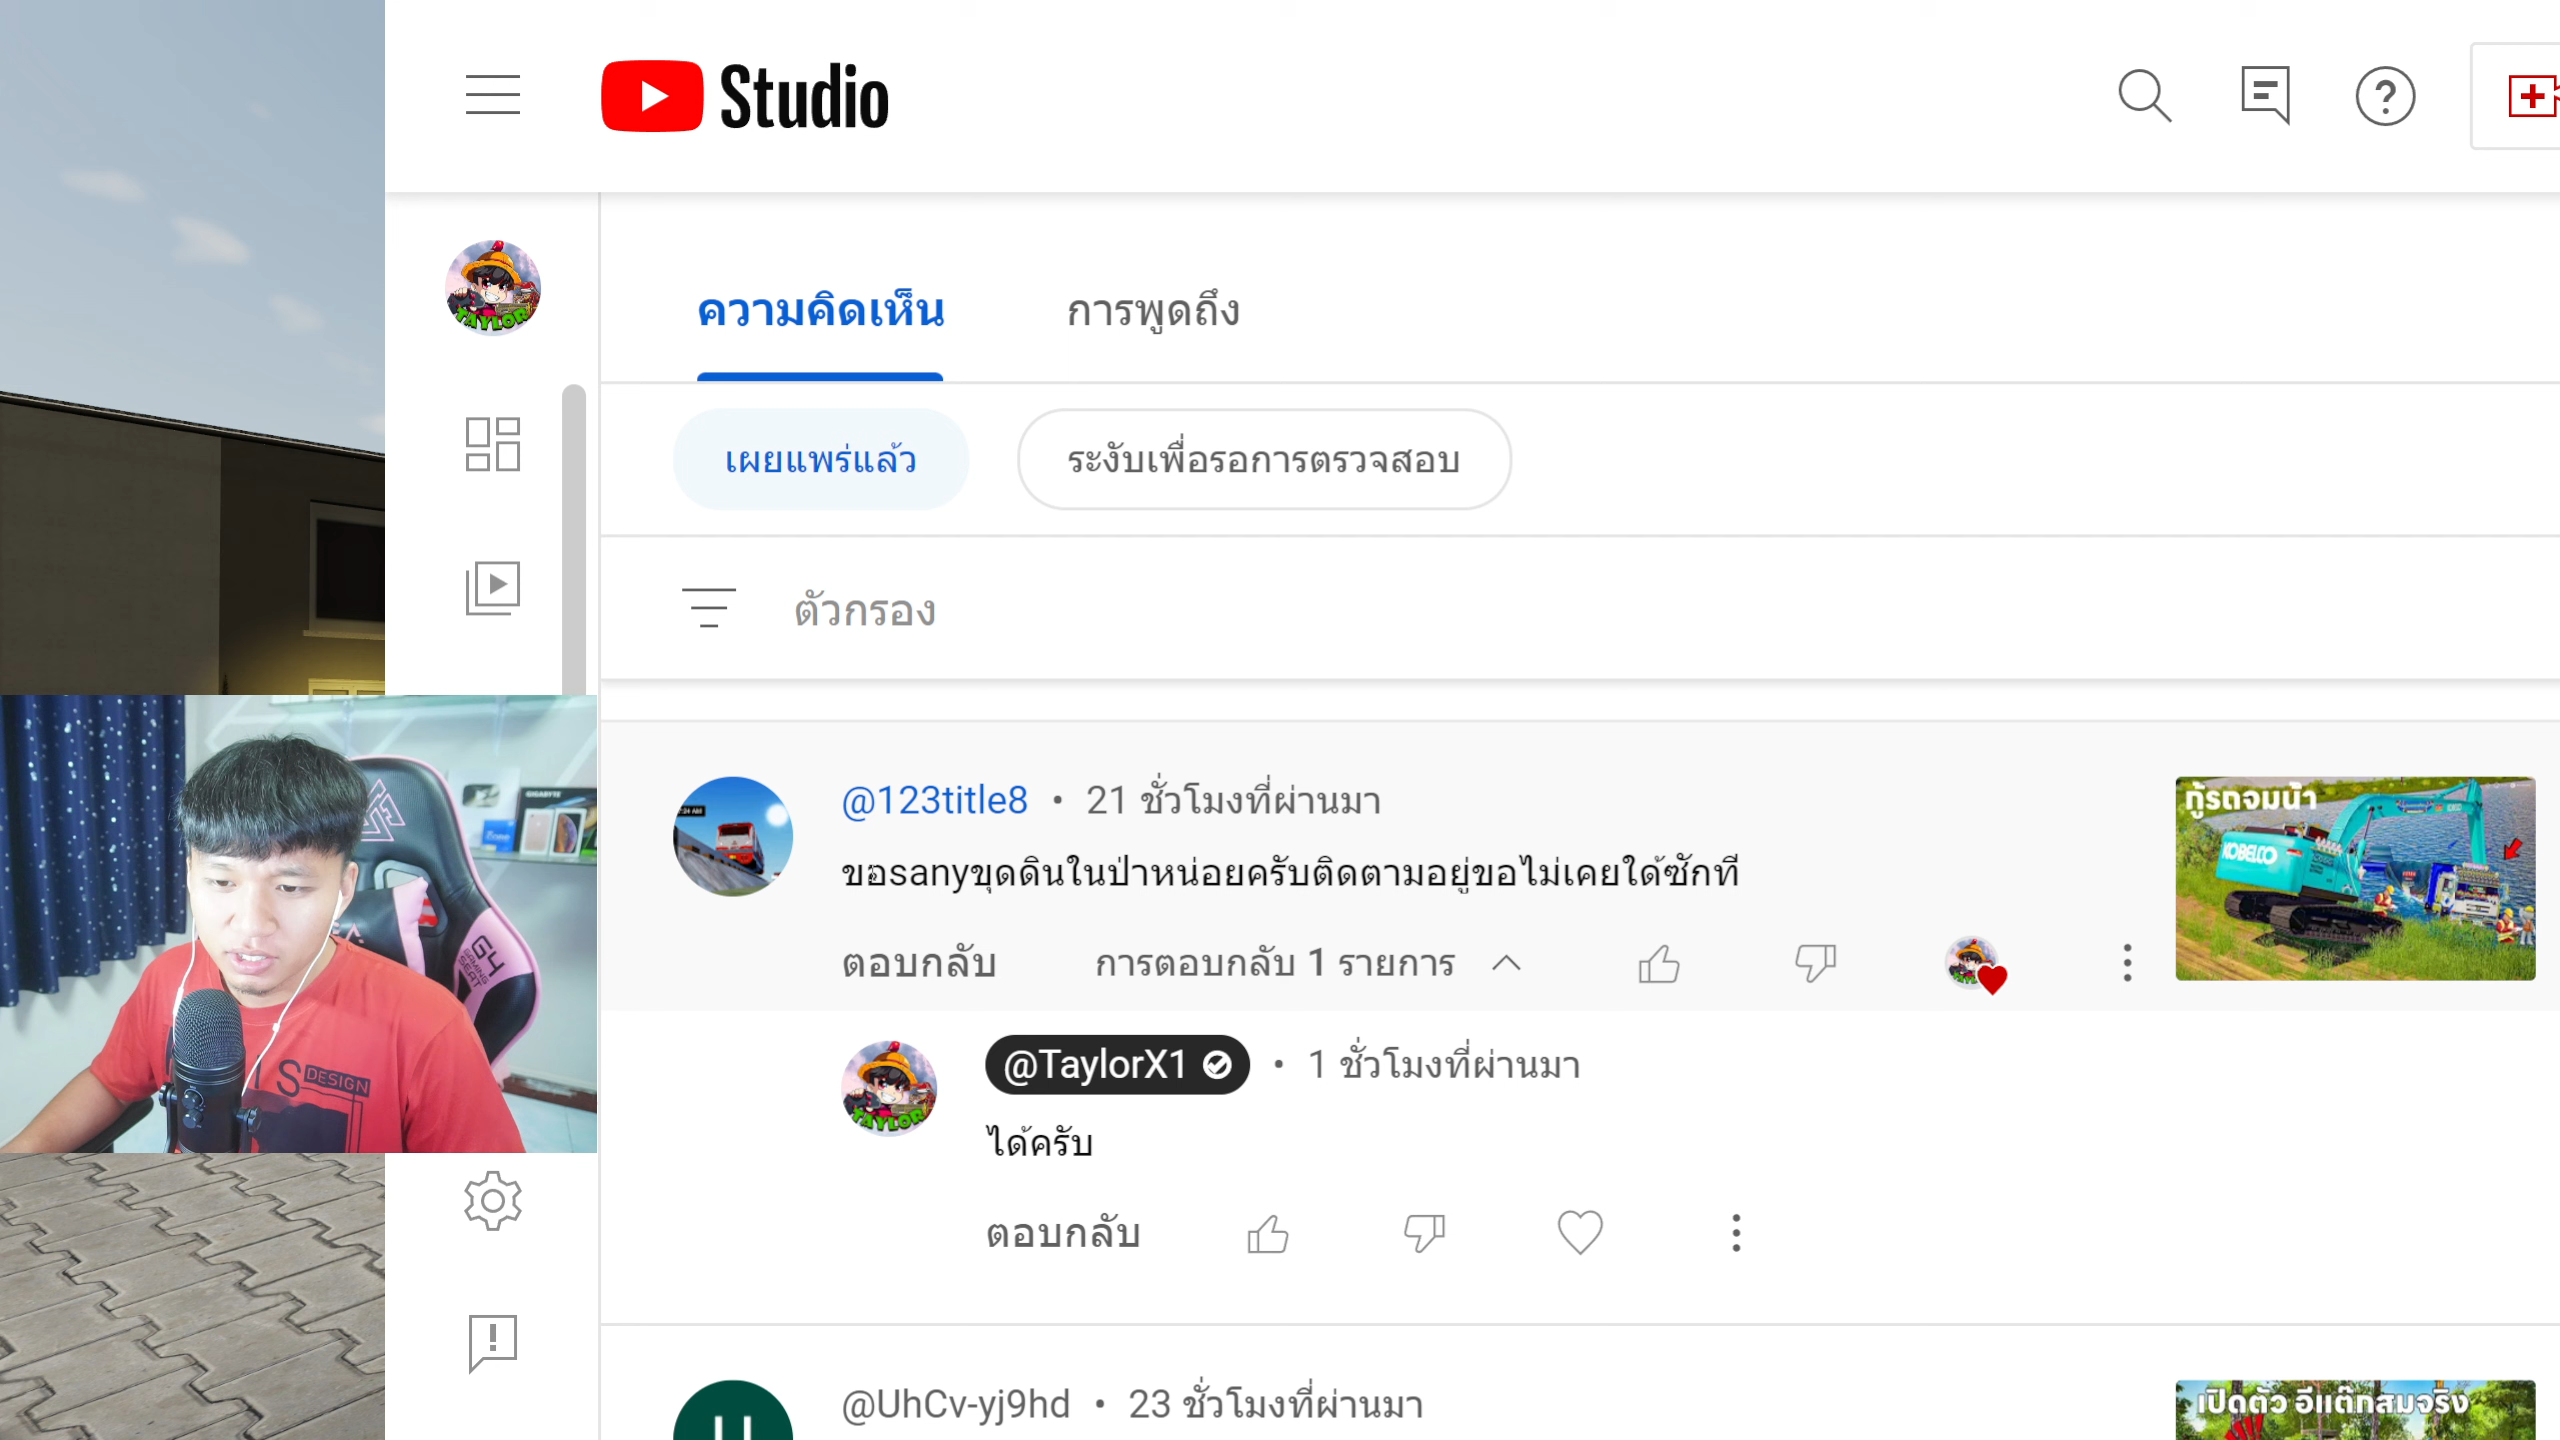 Studio
TAYLOR
ความคิดเห็น
การพูดถึง
เผยแพร่แล้ว
ระงับเพื่อรอการตรวจสอบ
ตัวกรอง
@123title8 • 21 ชั่วโมงที่ผ่านมา
ขอsanyขุดดินในป่าหน่อยครับติดตามอยู่ขอไม่เคยใด้ซักที
ตอบกลับ
การตอบกลับ 1 รายการ
กู้รถจมน้ำ
KOBELCO
GIGABYTE
G4
GAMING
SEAT
S DESIGN
@TaylorX1 • 1 ชั่วโมงที่ผ่านมา
TAYLOR
ได้ครับ
ตอบกลับ
@UhCv-yj9hd • 23 ชั่วโมงที่ผ่านมา
U
เปิดตัว อีแต๊กสมจริง